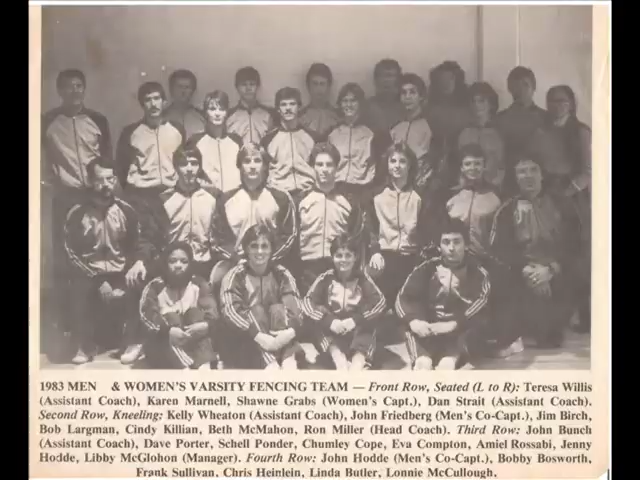 1983 MEN & WOMEN'S VARSITY FENCING TEAM — Front Row, Seated (L to R): Teresa Willis
(Assistant Coach), Karen Marnell, Shawne Grabs (Women's Capt.), Dan Strait (Assistant Coach).
Second Row, Kneeling: Kelly Wheaton (Assistant Coach), John Friedberg (Men's Co-Capt.), Jim Birch,
Bob Largman, Cindy Killian, Beth McMahon, Ron Miller (Head Coach). Third Row: John Bunch
(Assistant Coach), Dave Porter, Schell Ponder, Chumley Cope, Eva Compton, Amiel Rossabi, Jenny
Hodde, Libby McGlohon (Manager). Fourth Row: John Hodde (Men's Co-Capt.), Bobby Bosworth,
Frank Sullivan, Chris Heinlein, Linda Butler, Lonnie McCullough.